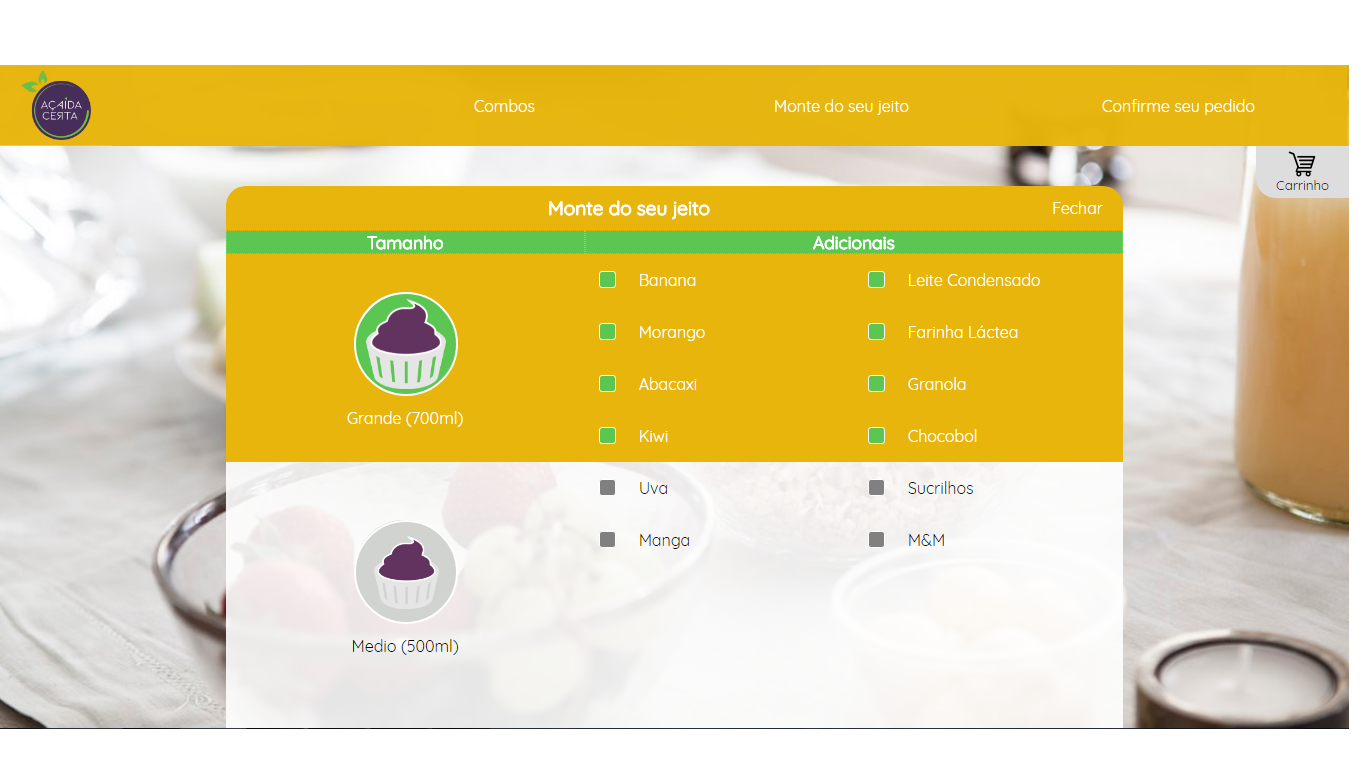 AÇAÍDA
CERTA
Combos
Monte do seu jeito
Confirme seu pedido
Carrinho
Monte do seu jeito
Fechar
Tamanho
Adicionais
Grande (700ml)
Banana
Leite Condensado
Morango
Farinha Láctea
Abacaxi
Granola
Kiwi
Chocobol
Medio (500ml)
Uva
Sucrilhos
Manga
M&M